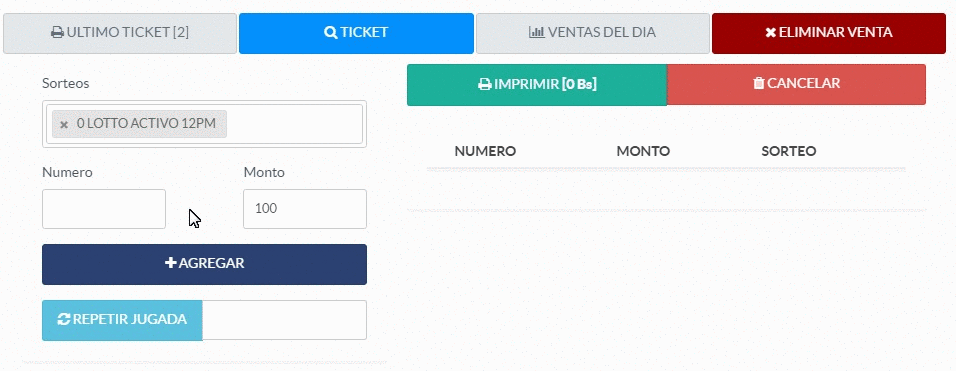 ULTIMO TICKET [2]
TICKET
VENTAS DEL DIA
ELIMINAR VENTA
Sorteos
× 0 LOTTO ACTIVO 12PM
Numero
Monto
100
AGREGAR
REPETIR JUGADA
IMPRIMIR [0 Bs]
CANCELAR
NUMERO MONTO SORTEO